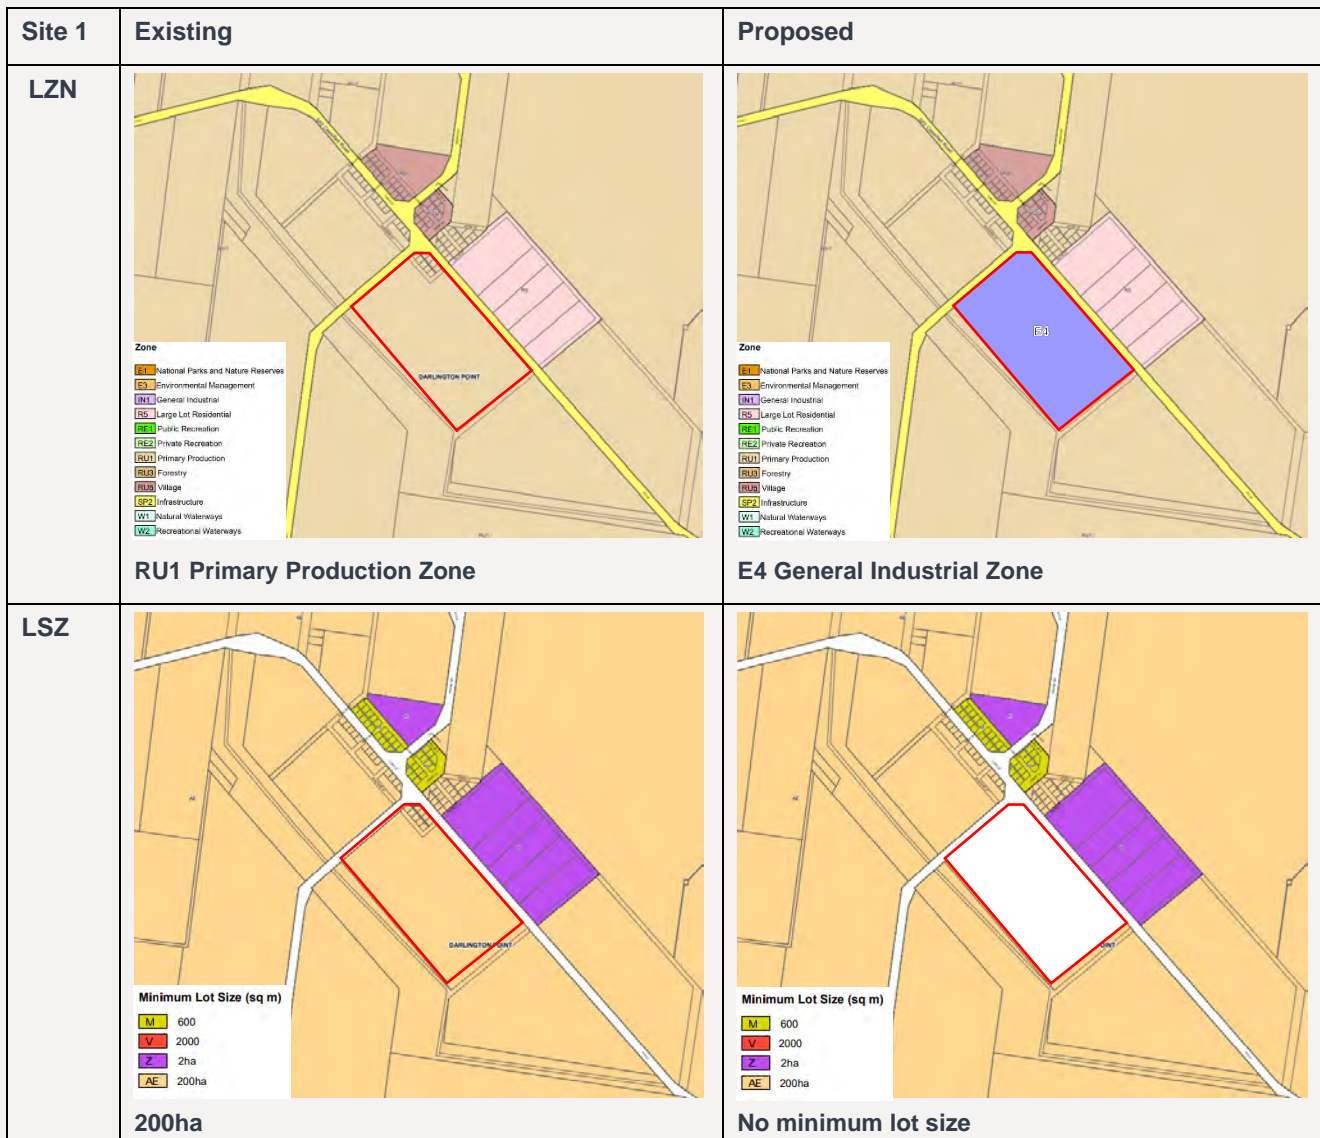 Site 1 Existing Proposed
LZN
E4
R5
R5
DARLINGTON POINT
Zone
E1 National Parks and Nature Reserves
E3 Environmental Management
IN1 General Industrial
R5 Large Lot Residential
RE1 Public Recreation
RE2 Private Recreation
RU1 Primary Production
RU3 Forestry
RU5 Village
SP2 Infrastructure
W1 Natural Waterways
W2 Recreational Waterways
Zone
E1 National Parks and Nature Reserves
E3 Environmental Management
IN1 General Industrial
R5 Large Lot Residential
RE1 Public Recreation
RE2 Private Recreation
RU1 Primary Production
RU3 Forestry
RU5 Village
SP2 Infrastructure
W1 Natural Waterways
W2 Recreational Waterways
RU1 Primary Production Zone
E4 General Industrial Zone
LSZ
AE
AE
DARLINGTON POINT
Minimum Lot Size (sq m)
M 600
V 2000
Z 2ha
AE 200ha
Minimum Lot Size (sq m)
M 600
V 2000
Z 2ha
AE 200ha
200ha
No minimum lot size